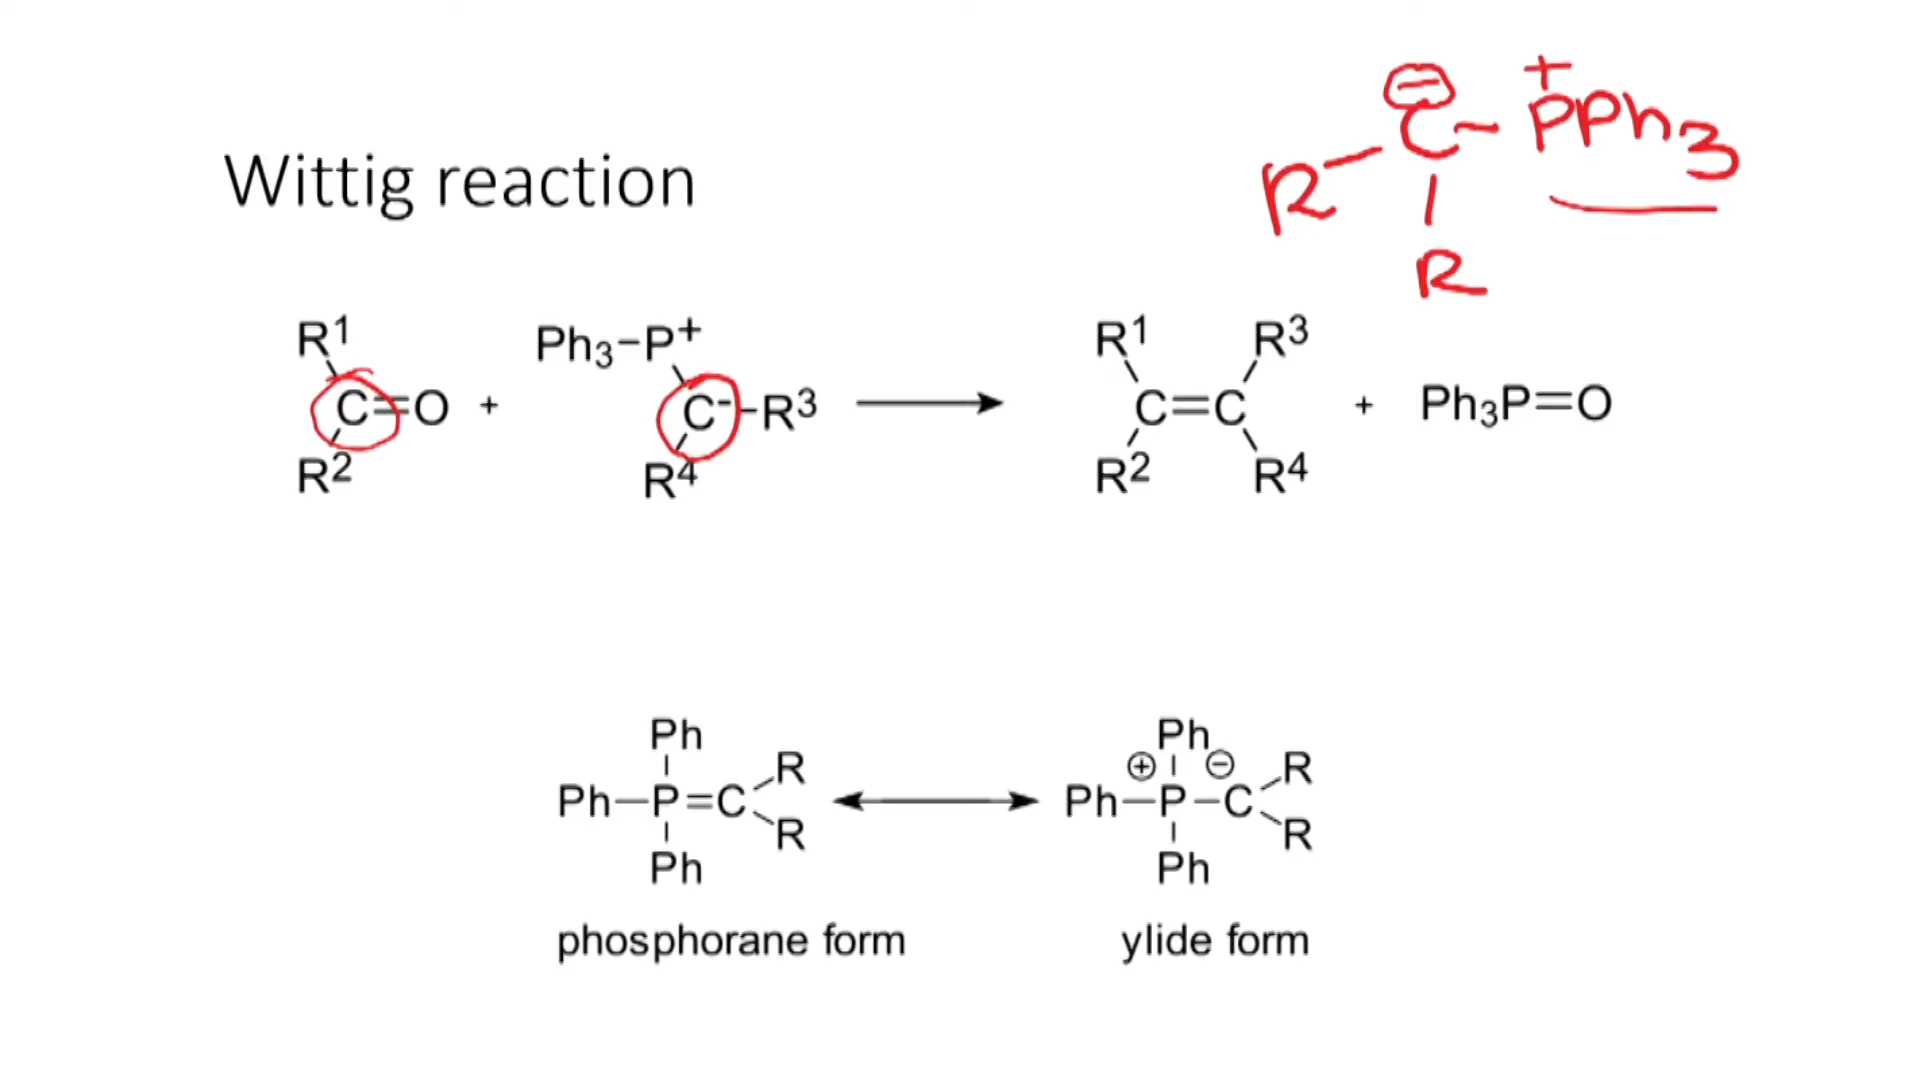 Wittig reaction
⊖
+
R-C-PPh3
R
R1
R3
R1
Ph3-P+
C=O + C--R3 C=C + Ph3P=O
R2
R4
R2
R4
Ph
Ph
⊕ ⊖
R
R
Ph-P=C
Ph-P-C
R
R
Ph
Ph
phosphorane form
ylide form